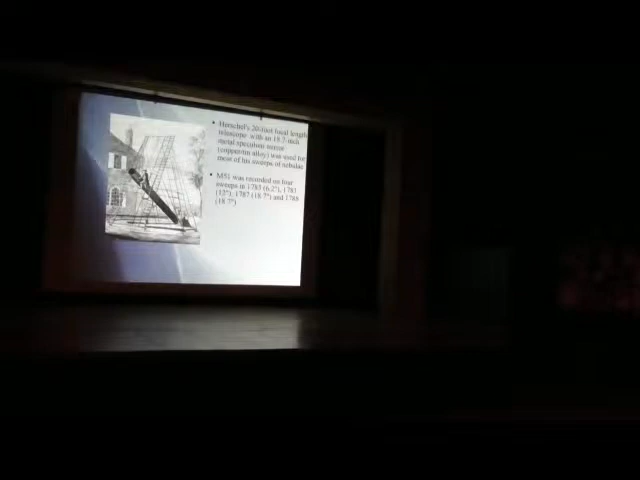 • Herschel's 20-foot focal length
telescope with an 18.7-inch
metal speculum mirror
(copper/tin alloy) was used for
most of his sweeps of nebulae
• M51 was recorded on four
sweeps in 1783 (6.2"), 1783
(12"), 1787 (18.7") and 1788
(18.7")